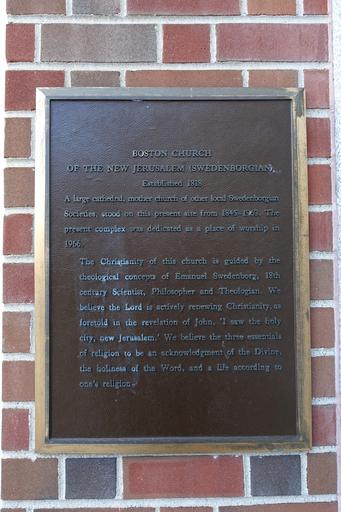 BOSTON CHURCH
OF THE NEW JERUSALEM (SWEDENBORGIAN)
Established 1818
A large cathedral, mother church of other local Swedenborgian
Societies, stood on this present site from 1845-1963. The
present complex was dedicated as a place of worship in
1966.
The Christianity of this church is guided by the
theological concepts of Emanuel Swedenborg, 18th
century Scientist, Philosopher and Theologian. We
believe the Lord is actively renewing Christianity, as
foretold in the revelation of John, 'I saw the holy
city, new Jerusalem.' We believe the three essentials
of religion to be an acknowledgment of the Divine,
the holiness of the Word, and a life according to
one's religion.